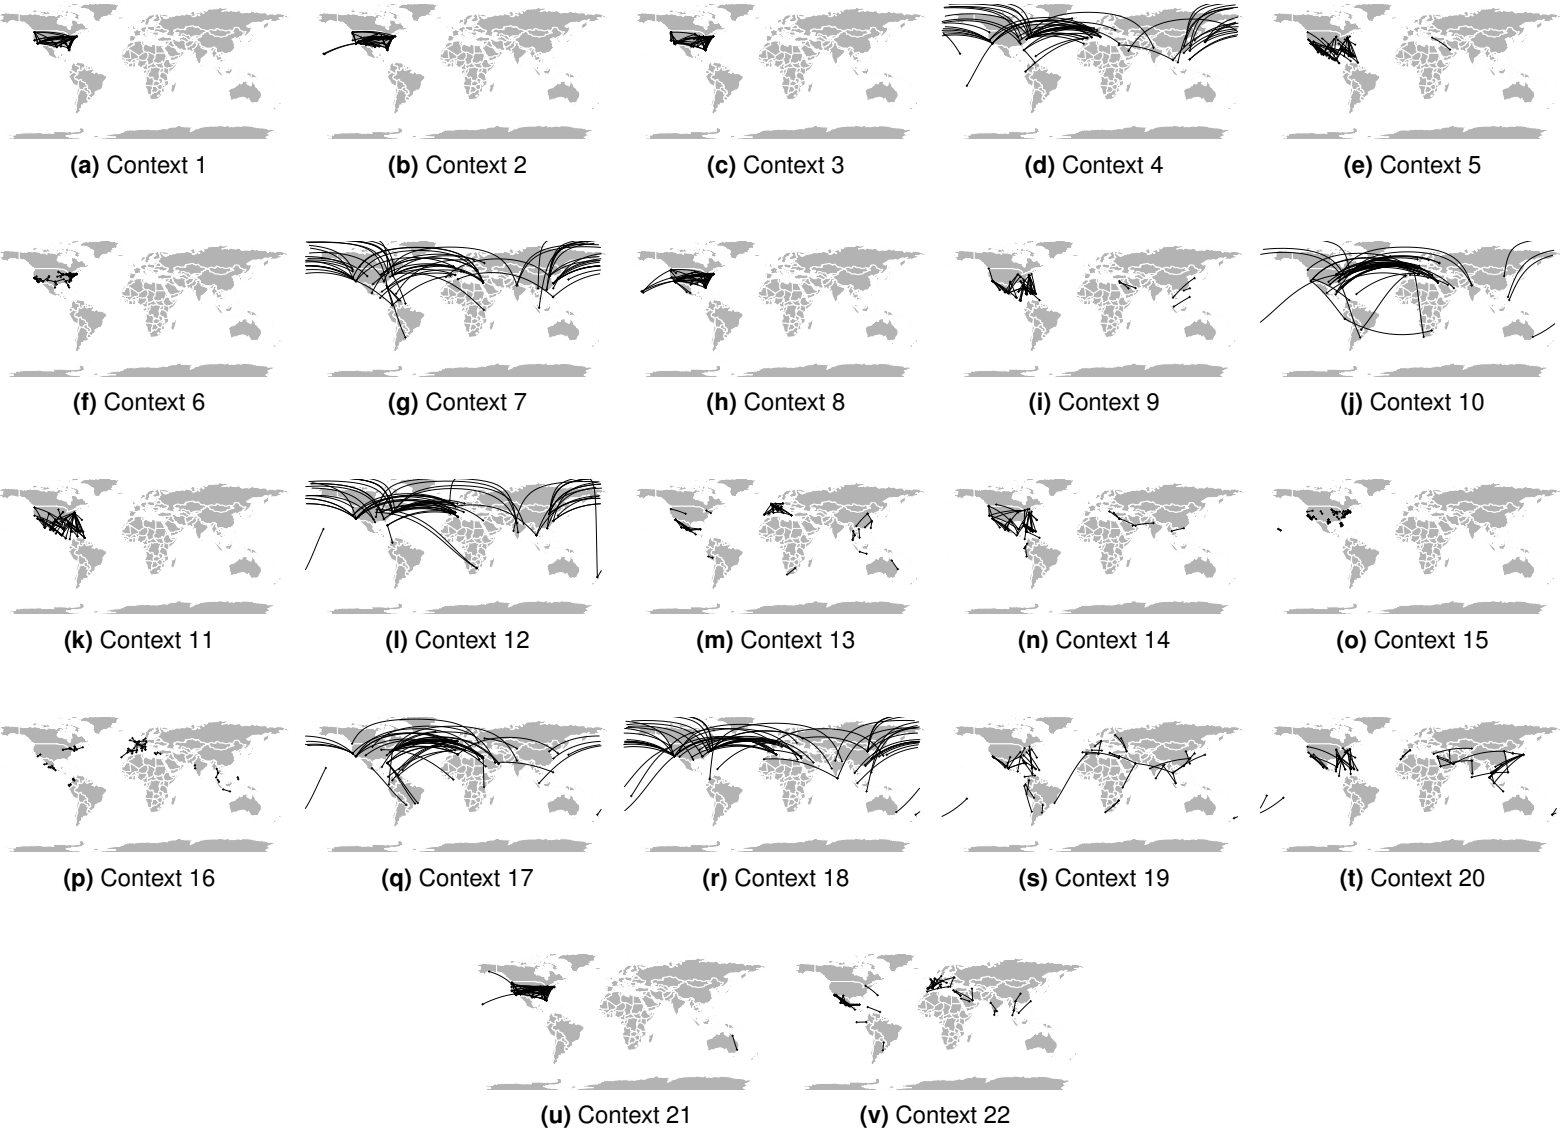 (a) Context 1
(b) Context 2
(c) Context 3
(d) Context 4
(e) Context 5
(f) Context 6
(g) Context 7
(h) Context 8
(i) Context 9
(j) Context 10
(k) Context 11
(l) Context 12
(m) Context 13
(n) Context 14
(o) Context 15
(p) Context 16
(q) Context 17
(r) Context 18
(s) Context 19
(t) Context 20
(u) Context 21
(v) Context 22